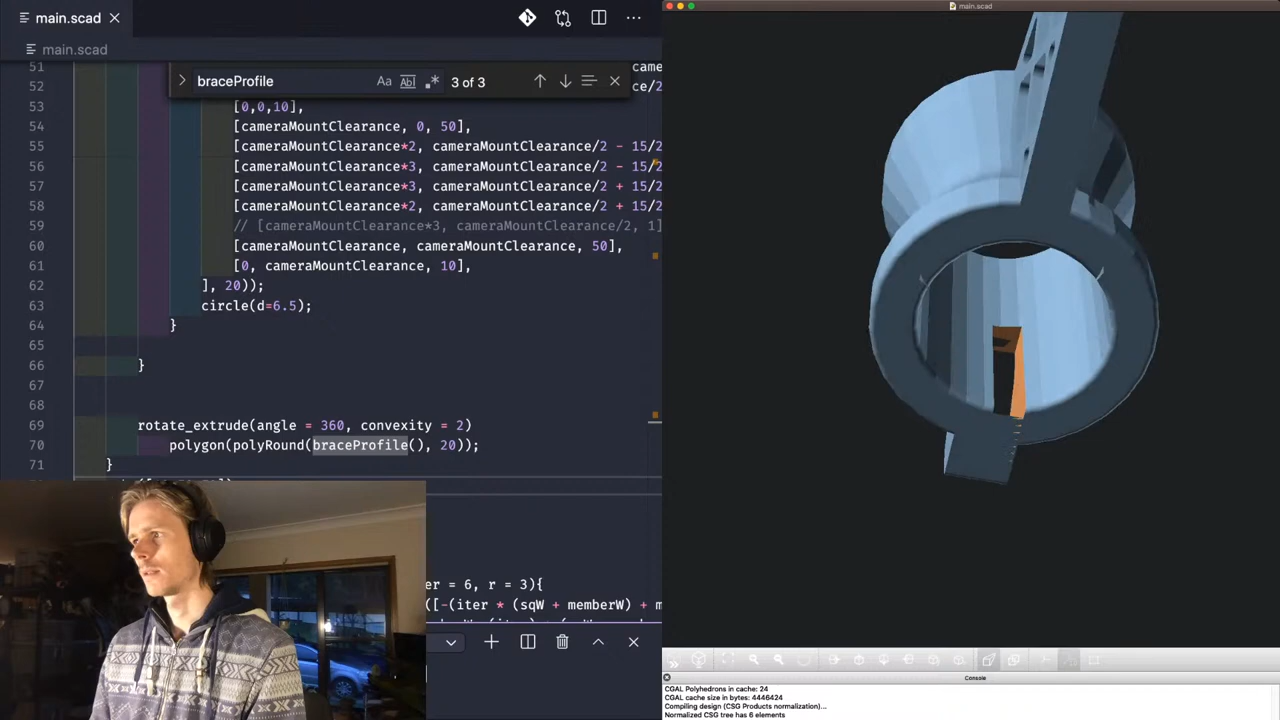 main.scad
main.scad
main.scad
braceProfile
Aa
ab
3 of 3
51
52
53 [0,0,10],
54 [cameraMountClearance, 0, 50],
55 [cameraMountClearance*2, cameraMountClearance/2 - 15/2
56 [cameraMountClearance*3, cameraMountClearance/2 - 15/2
57 [cameraMountClearance*3, cameraMountClearance/2 + 15/2
58 [cameraMountClearance*2, cameraMountClearance/2 + 15/2
59 // [cameraMountClearance*3, cameraMountClearance/2, 1]
60 [cameraMountClearance, cameraMountClearance, 50],
61 [0, cameraMountClearance, 10],
62 ], 20));
63 circle(d=6.5);
64 }
65
66 }
67
68
69 rotate_extrude(angle = 360, convexity = 2)
70 polygon(polyRound(braceProfile(), 20));
71 }
er = 6, r = 3){
([-(iter * (sqW + memberW) + m
Console
CGAL Polyhedrons in cache: 24
CGAL cache size in bytes: 4446424
Compiling design (CSG Products normalization)...
Normalized CSG tree has 6 elements